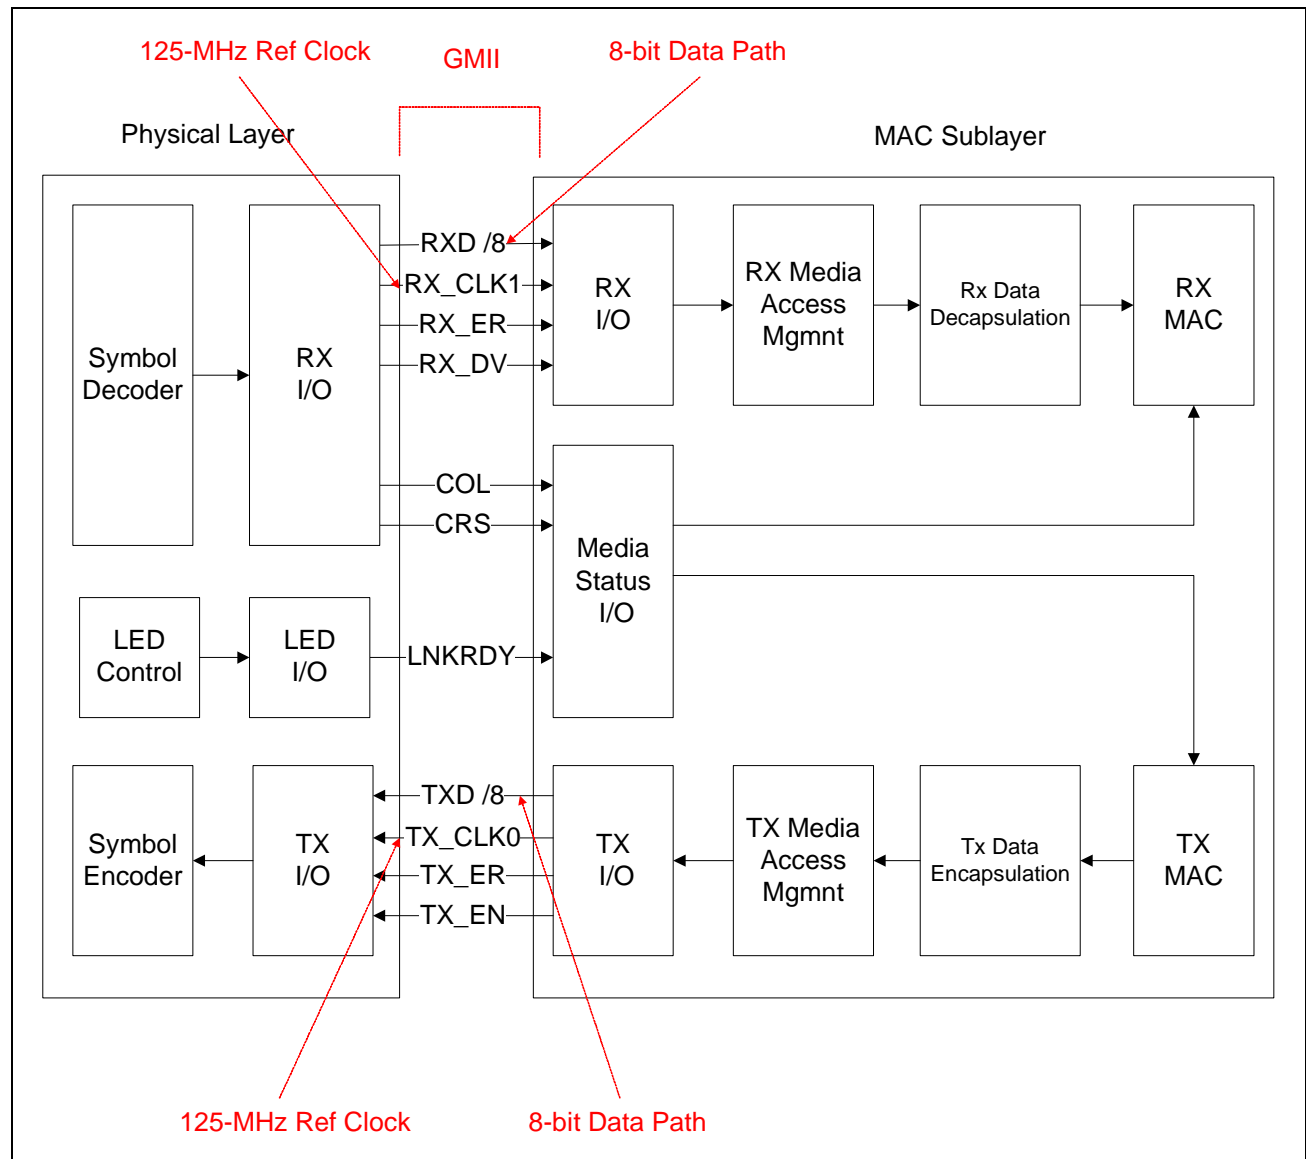 125-MHz Ref Clock
GMII
8-bit Data Path
Physical Layer
MAC Sublayer
Symbol
Decoder
RX
I/O
RXD /8
RX_CLK1
RX_ER
RX_DV
RX
I/O
RX Media
Access
Mgmnt
Rx Data
Decapsulation
RX
MAC
COL
CRS
Media
Status
I/O
LED
Control
LED
I/O
LNKRDY
Symbol
Encoder
TX
I/O
TXD /8
TX_CLK0
TX_ER
TX_EN
TX
I/O
TX Media
Access
Mgmnt
Tx Data
Encapsulation
TX
MAC
125-MHz Ref Clock
8-bit Data Path